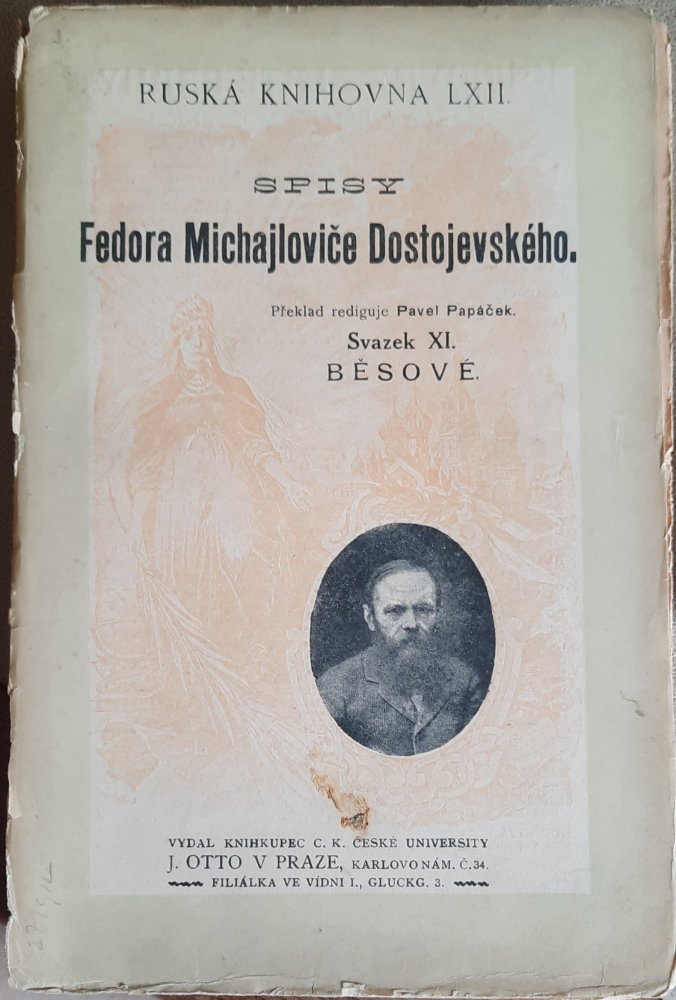 RUSKÁ KNIHOVNA LXII.
SPISY
Fedora Michajloviče Dostojevského.
Překlad rediguje Pavel Papáček.
Svazek XI.
BĚSOVÉ.
VYDAL KNIHKUPEC C. K. ČESKÉ UNIVERSITY
J. OTTO V PRAZE, KARLOVO NÁM. Č. 34.
FILIÁLKA VE VÍDNI I., GLUCKG. 3.